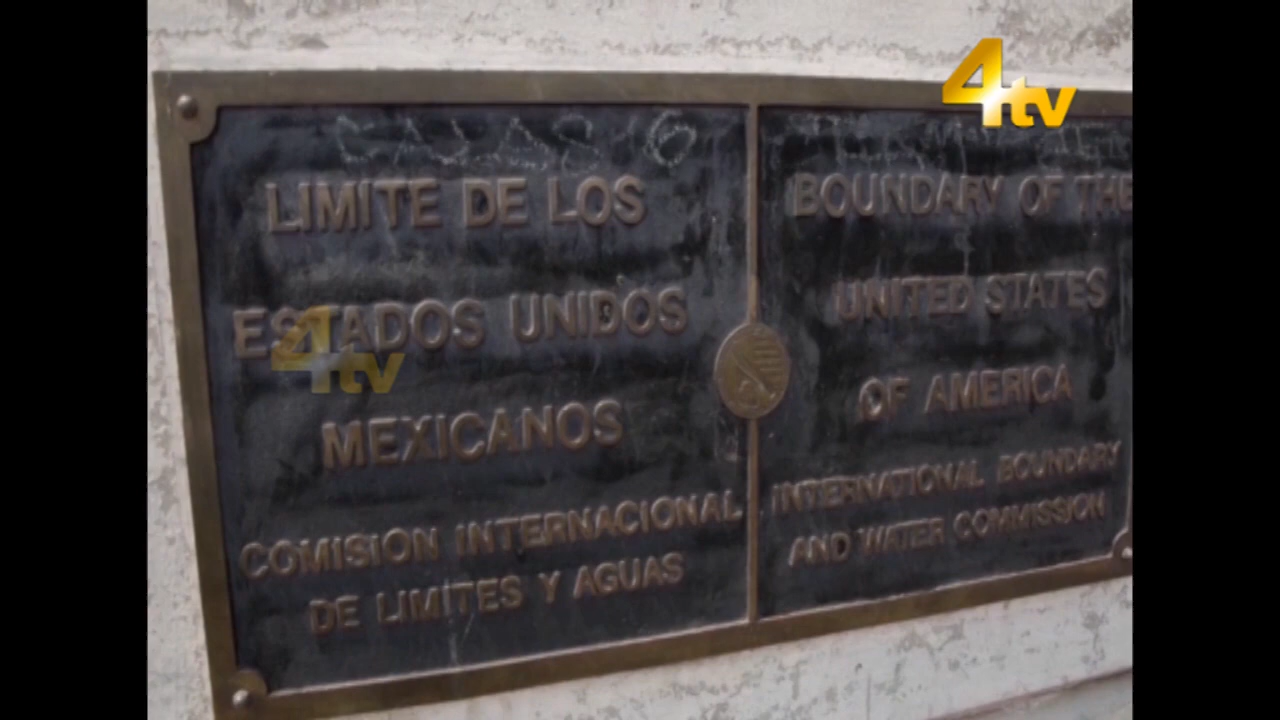 4tv
LIMITE DE LOS
ESTADOS UNIDOS
MEXICANOS
COMISION INTERNACIONAL
DE LIMITES Y AGUAS
BOUNDARY OF THE
UNITED STATES
OF AMERICA
INTERNATIONAL BOUNDARY
AND WATER COMMISSION
4tv